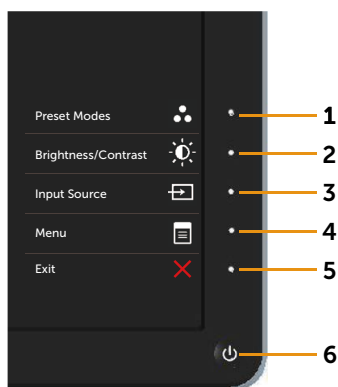 Preset Modes 1
Brightness/Contrast 2
Input Source 3
Menu 4
Exit 5
6